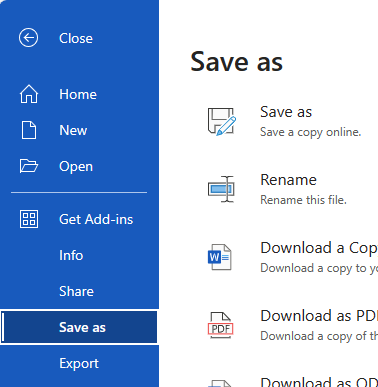 Close
Home
New
Open
Get Add-ins
Info
Share
Save as
Export
Save as
Save as
Save a copy online.
Rename
Rename this file.
W
Download a Cop
Download a copy to yo
PDF
Download as PDF
Download a copy of th
Download as OD